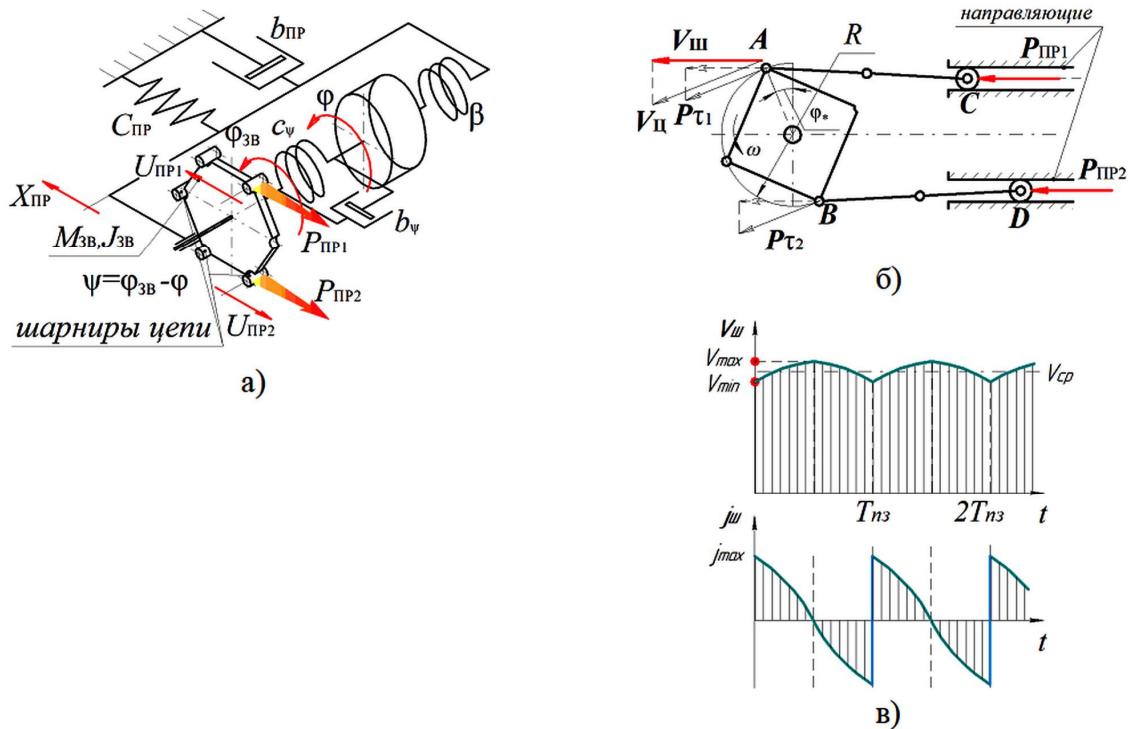 bПР
CПР
φ
β
φЗВ
cψ
UПР1
XПР
bψ
MЗВ,JЗВ
PПР1
ψ=φЗВ-φ
PПР2
UПР2
шарниры цепи
а)
направляющие
VШ
A
R
PПР1
VЦ
Pτ1
φ*
C
ω
PПР2
B
D
Pτ2
б)
Vш
Vmax
Vmin
Vср
Tпз
2Tпз
t
jш
jmax
t
в)